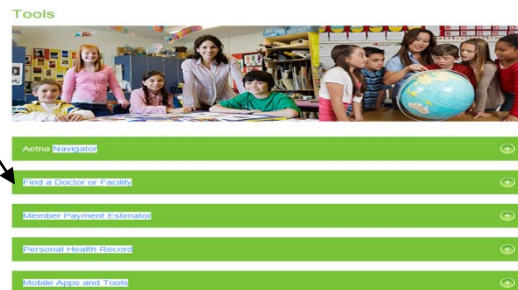 Tools
Aetna Navigator
Find a Doctor or Facility
Member Payment Estimator
Personal Health Record
Mobile Apps and Tools